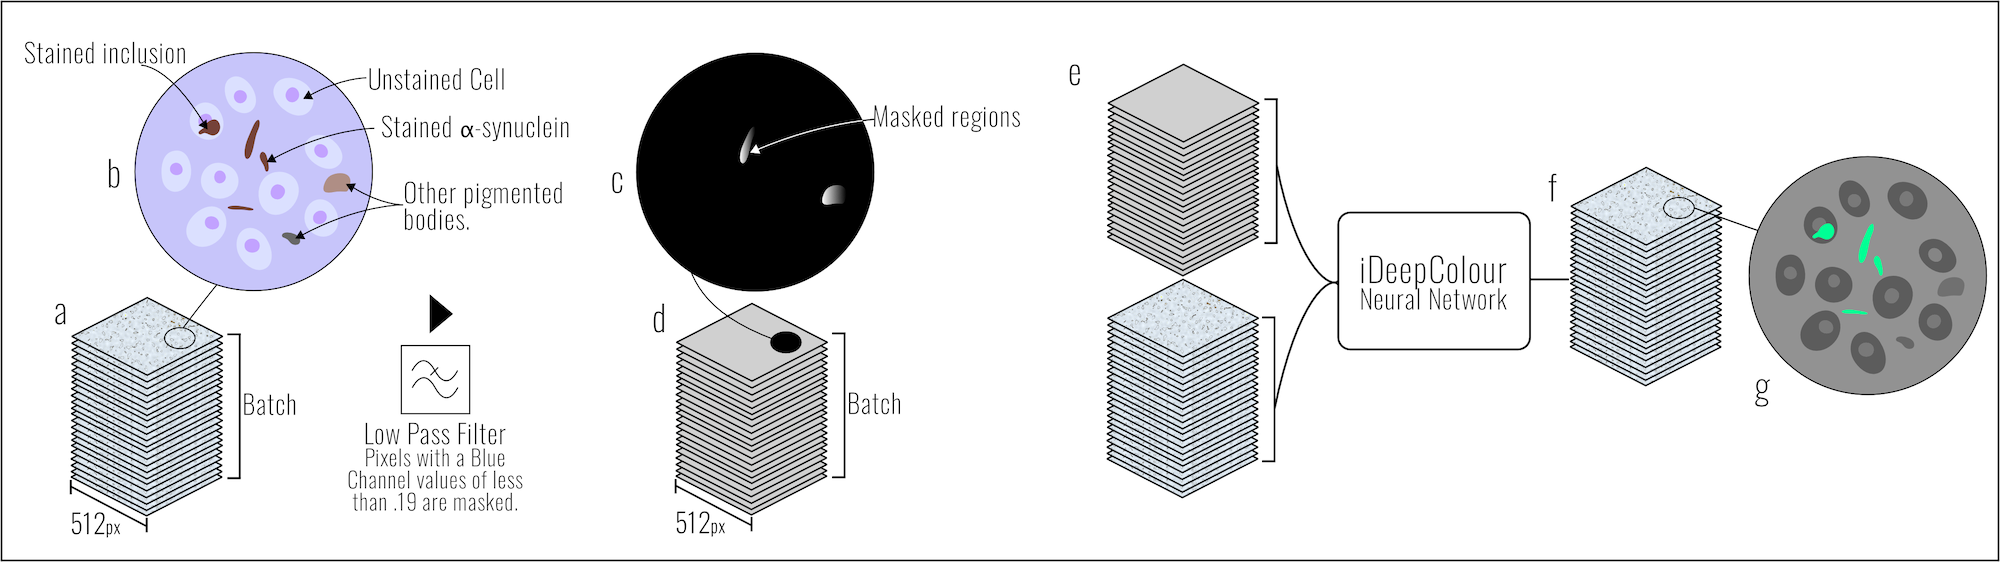 Stained inclusion
Unstained Cell
Stained α-synuclein
Other pigmented
bodies.
b
a
Batch
512px
Low Pass Filter
Pixels with a Blue
Channel values of less
than .19 are masked.
c
Masked regions
d
Batch
512px
e
iDeepColour
Neural Network
f
g